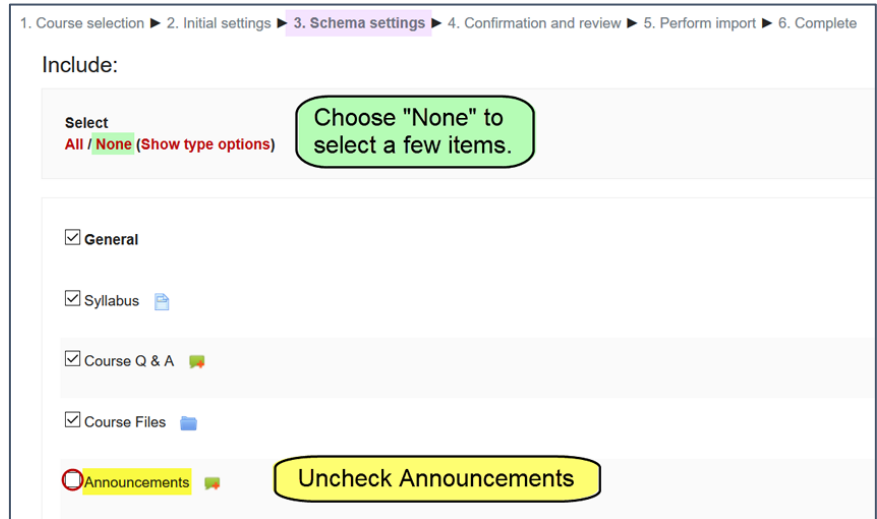 1. Course selection ► 2. Initial settings ► 3. Schema settings ► 4. Confirmation and review ► 5. Perform import ► 6. Complete
Include:
Select
All / None (Show type options)
Choose "None" to
select a few items.
General
Syllabus
Course Q & A
Course Files
Announcements
Uncheck Announcements